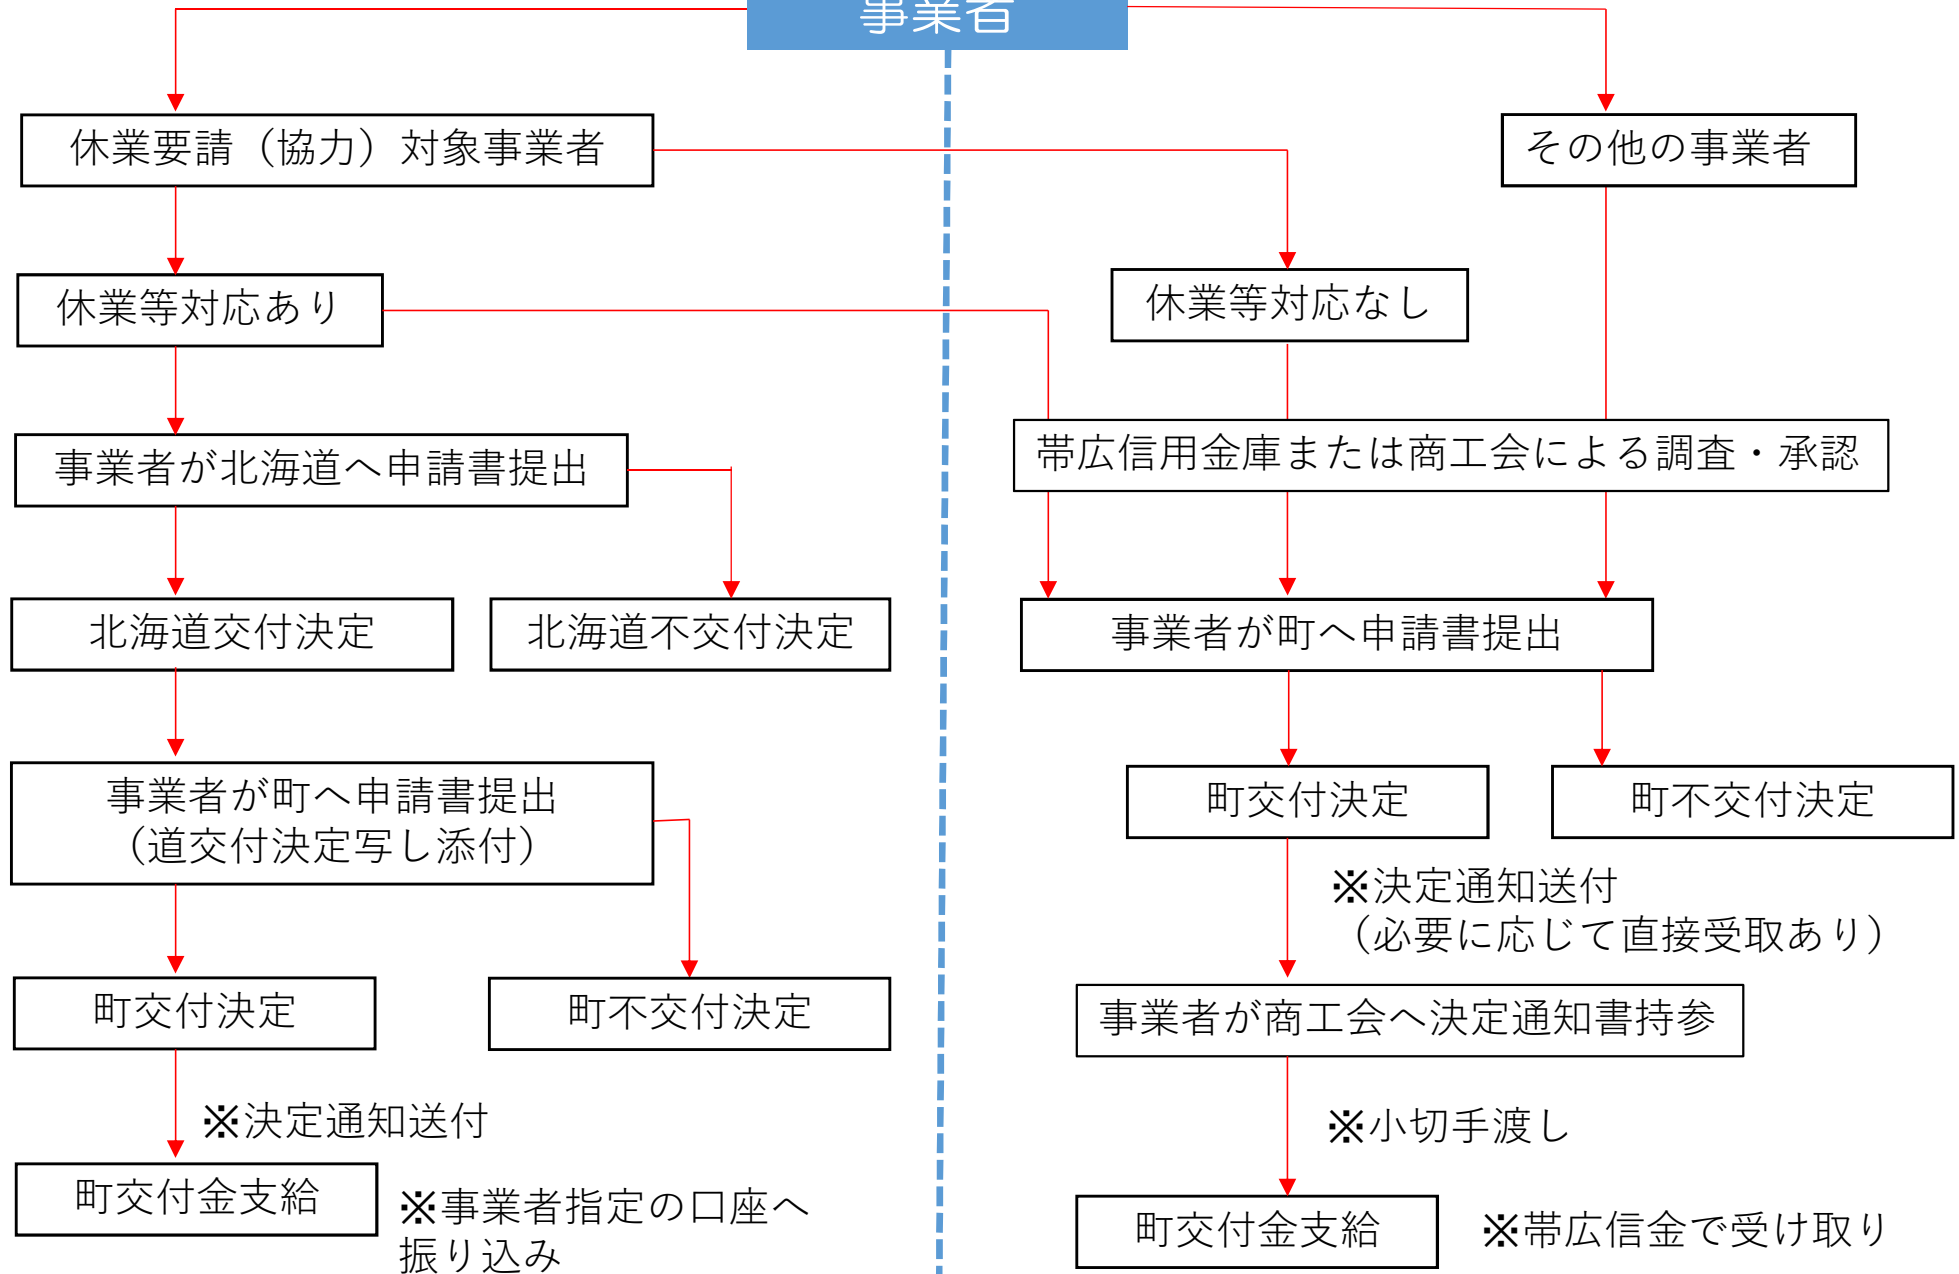 事業者
休業要請（協力）対象事業者
その他の事業者
休業等対応あり
休業等対応なし
事業者が北海道へ申請書提出
帯広信用金庫または商工会による調査・承認
北海道交付決定
北海道不交付決定
事業者が町へ申請書提出
事業者が町へ申請書提出
（道交付決定写し添付）
町交付決定
町不交付決定
※決定通知送付
（必要に応じて直接受取あり）
町交付決定
町不交付決定
事業者が商工会へ決定通知書持参
※決定通知送付
※小切手渡し
町交付金支給
※事業者指定の口座へ
振り込み
町交付金支給
※帯広信金で受け取り